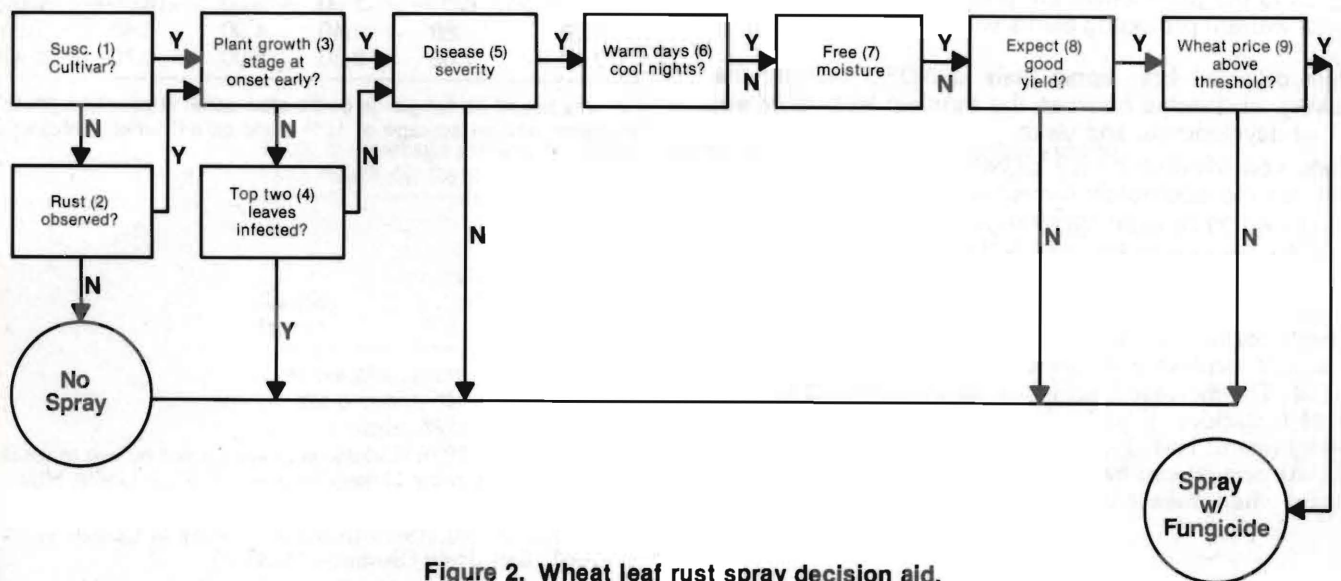 Susc. (1)
Cultivar?
Y
Plant growth (3)
stage at
onset early?
Y
Disease (5)
severity
Y
Warm days (6)
cool nights?
Y
N
Free (7)
moisture
Y
N
Expect (8)
good
yield?
Y
Wheat price (9)
above
threshold?
Y
N
Y
N
N
Rust (2)
observed?
Top two (4)
leaves
infected?
N
N
N
N
Y
No
Spray
Spray
w/
Fungicide
Figure 2. Wheat leaf rust spray decision aid.